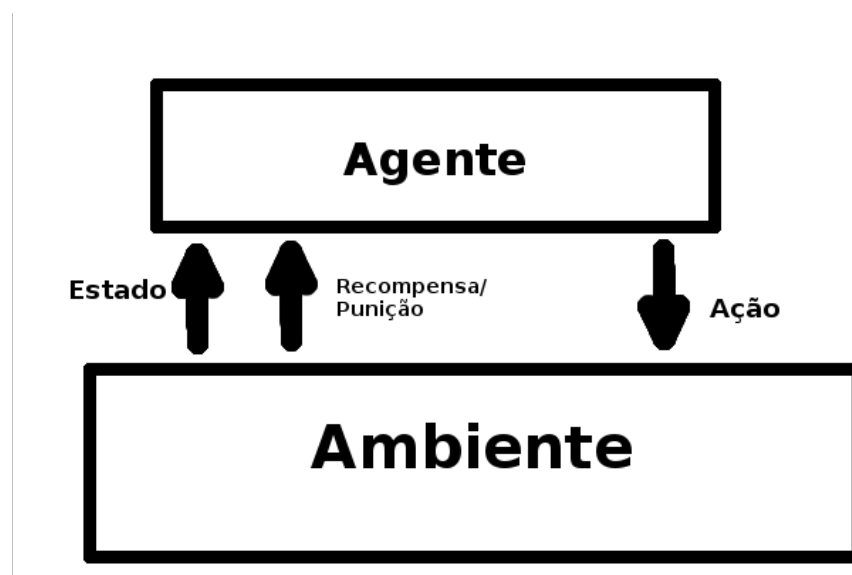 Agente
Estado
Recompensa/
Punição
Ação
Ambiente